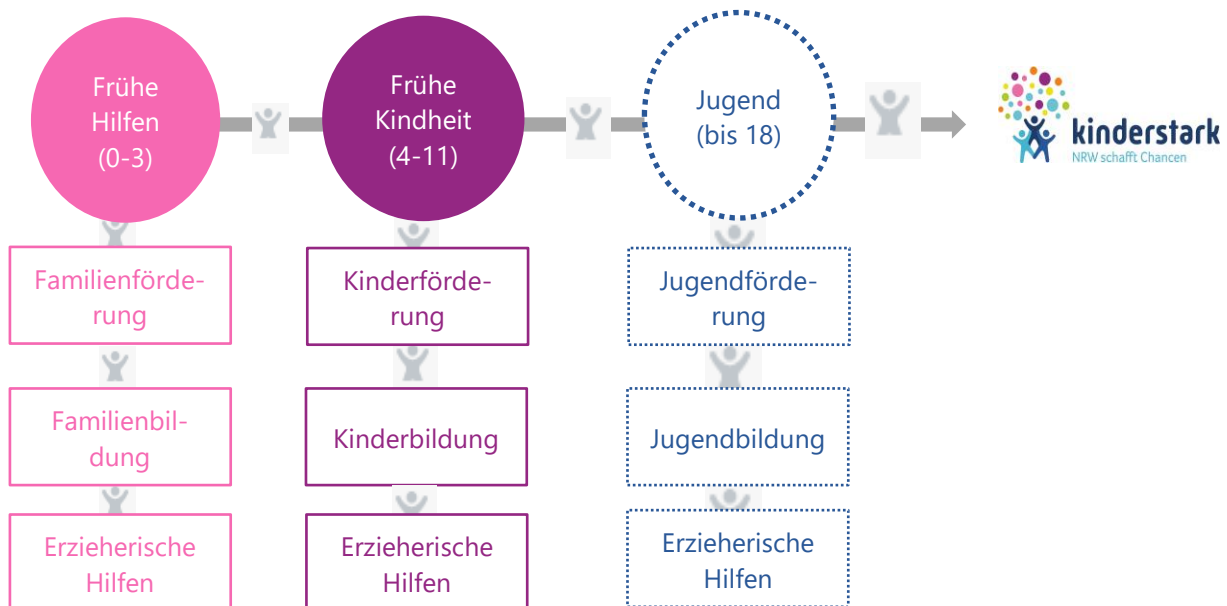 Frühe
Hilfen
(0-3)
Frühe
Kindheit
(4-11)
Jugend
(bis 18)
kinderstark
NRW schafft Chancen
Familienförde-
rung
Kinderförde-
rung
Jugendförde-
rung
Familienbil-
dung
Kinderbildung
Jugendbildung
Erzieherische
Hilfen
Erzieherische
Hilfen
Erzieherische
Hilfen